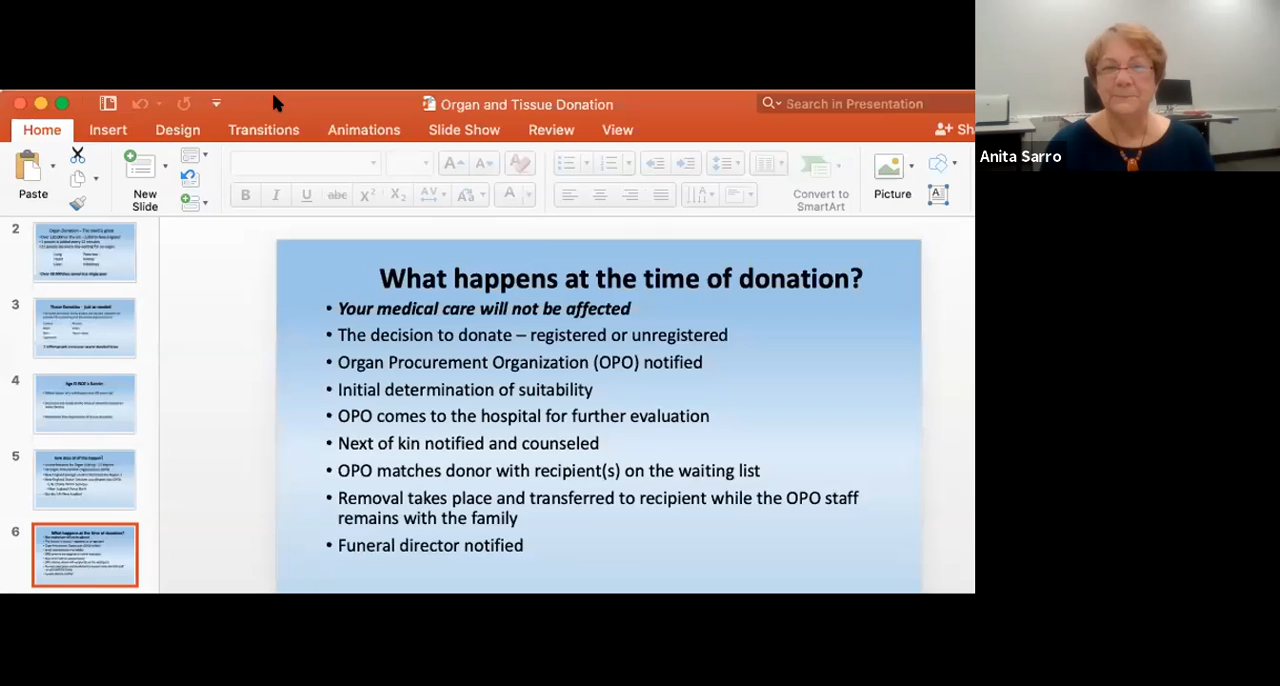 Organ and Tissue Donation
Search in Presentation
Home
Insert
Design
Transitions
Animations
Slide Show
Review
View
Sh
Paste
New
Slide
Convert to
SmartArt
Picture
2
3
4
5
6
What happens at the time of donation?
• Your medical care will not be affected
• The decision to donate – registered or unregistered
• Organ Procurement Organization (OPO) notified
• Initial determination of suitability
• OPO comes to the hospital for further evaluation
• Next of kin notified and counseled
• OPO matches donor with recipient(s) on the waiting list
• Removal takes place and transferred to recipient while the OPO staff
remains with the family
• Funeral director notified
Anita Sarro